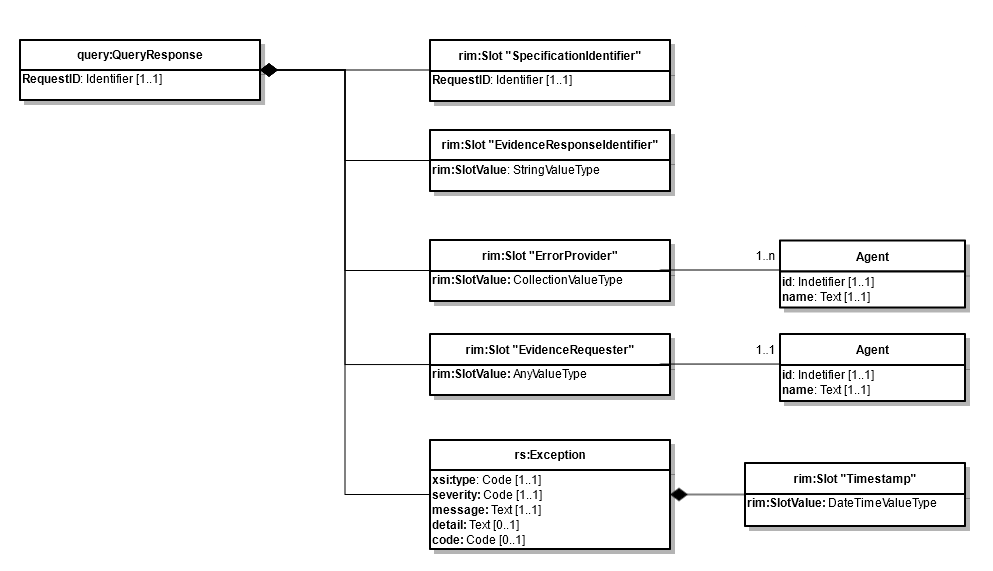 query:QueryResponse
RequestID: Identifier [1..1]
rim:Slot "SpecificationIdentifier"
RequestID: Identifier [1..1]
rim:Slot "EvidenceResponseIdentifier"
rim:SlotValue: StringValueType
rim:Slot "ErrorProvider"
rim:SlotValue: CollectionValueType
1..n
Agent
id: Indetifier [1..1]
name: Text [1..1]
rim:Slot "EvidenceRequester"
rim:SlotValue: AnyValueType
1..1
Agent
id: Indetifier [1..1]
name: Text [1..1]
rs:Exception
xsi:type: Code [1..1]
severity: Code [1..1]
message: Text [1..1]
detail: Text [0..1]
code: Code [0..1]
rim:Slot "Timestamp"
rim:SlotValue: DateTimeValueType